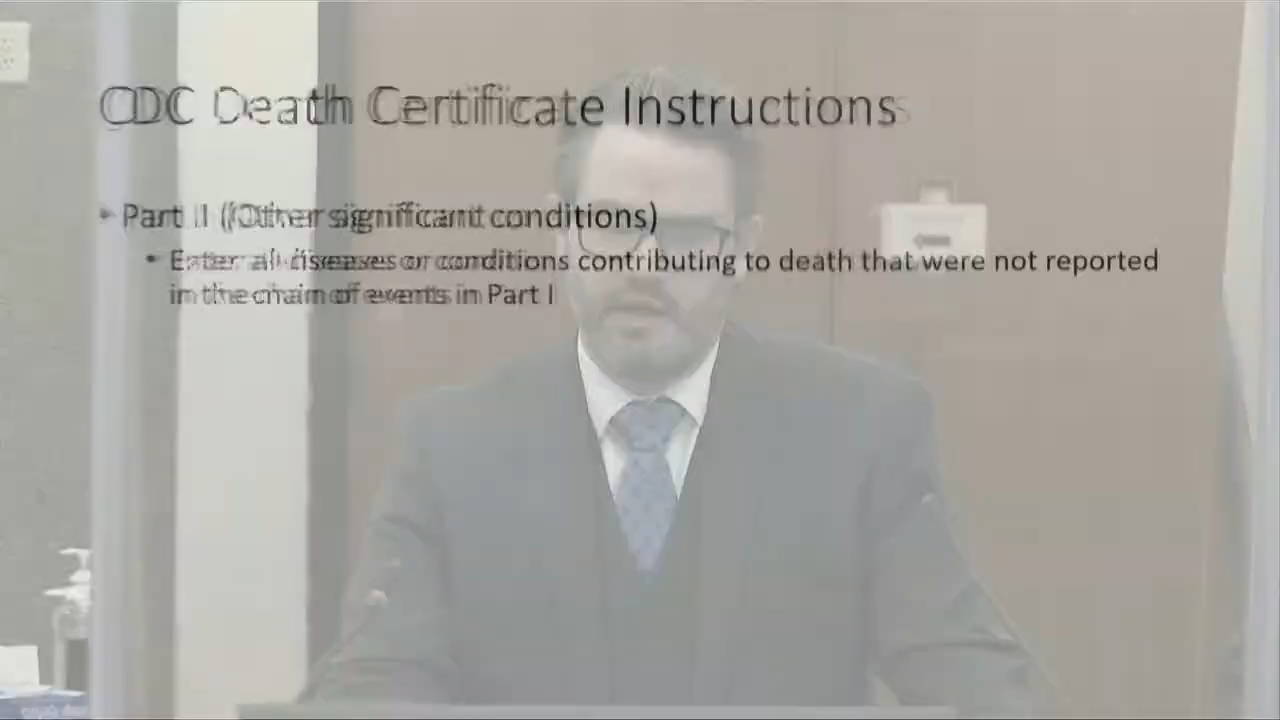 CDC Death Certificate Instructions
• Part II (Other significant conditions)
• Enter all diseases or conditions contributing to death that were not reported
in the chain of events in Part I